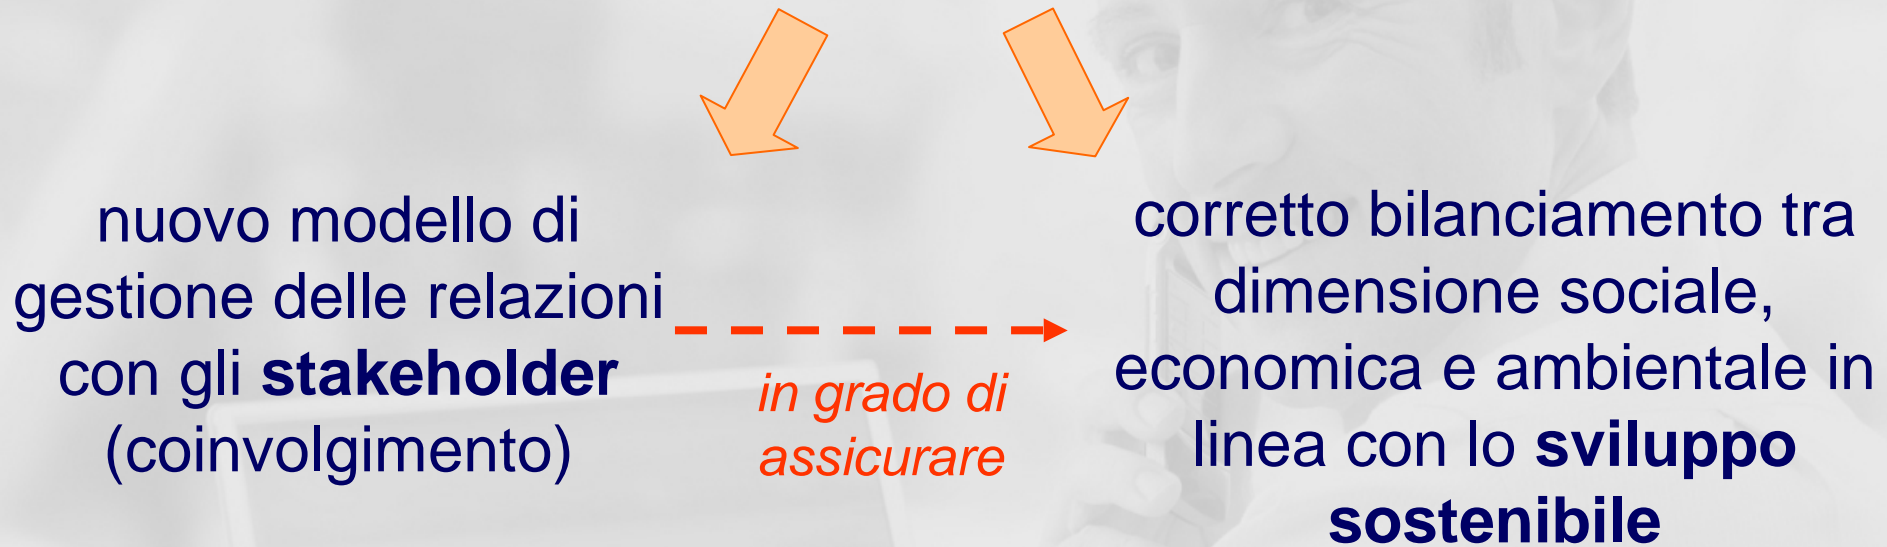 nuovo modello di
gestione delle relazioni
con gli stakeholder
(coinvolgimento)
in grado di
assicurare
corretto bilanciamento tra
dimensione sociale,
economica e ambientale in
linea con lo sviluppo
sostenibile